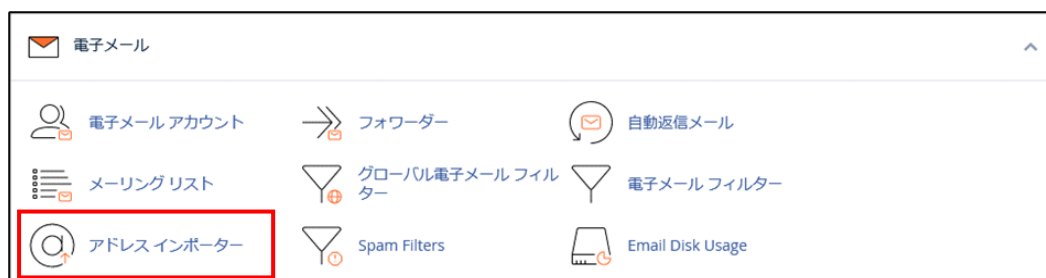 電子メール
電子メール アカウント
フォワーダー
自動返信メール
メーリング リスト
グローバル電子メール フィル
ター
電子メール フィルター
アドレス インポーター
Spam Filters
Email Disk Usage